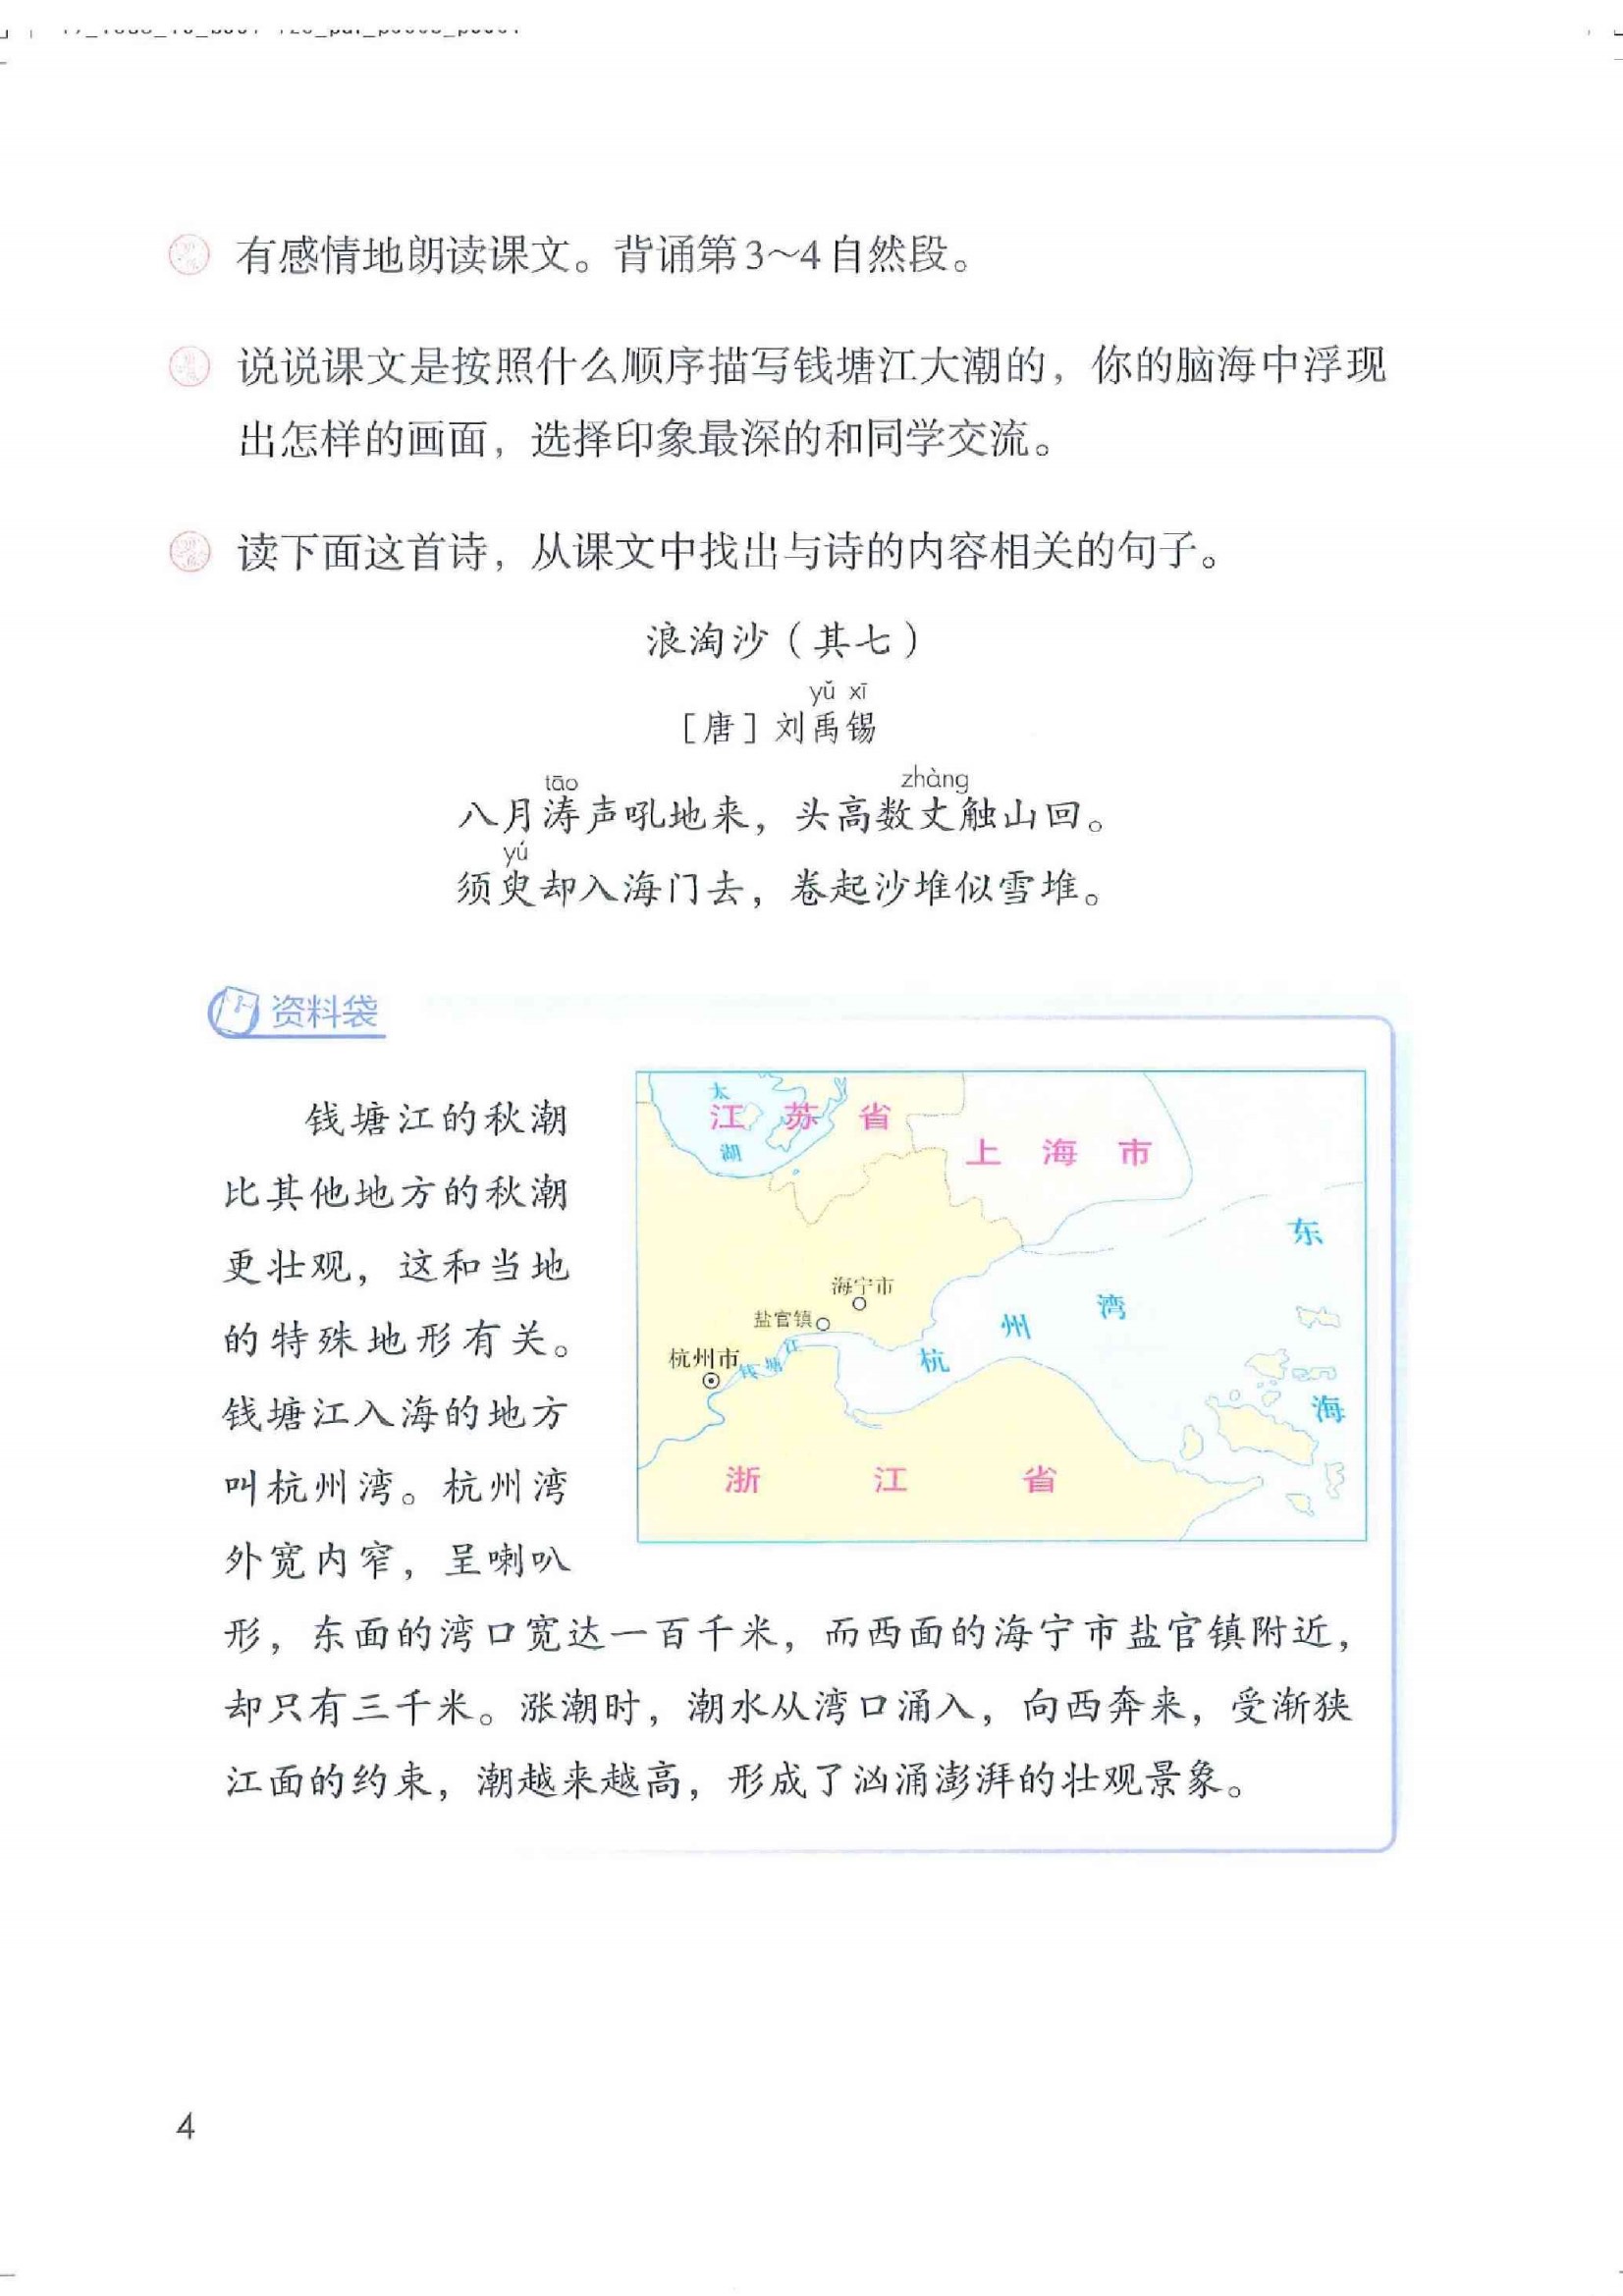 有感情地朗读课文。背诵第3～4自然段。
说说课文是按照什么顺序描写钱塘江大潮的，你的脑海中浮现
出怎样的画面，选择印象最深的和同学交流。
读下面这首诗，从课文中找出与诗的内容相关的句子。
浪淘沙（其七）
yǔ xī
［唐］刘禹锡
tāo zhàng
八月涛声吼地来，头高数丈触山回。
yú
须臾却入海门去，卷起沙堆似雪堆。
资料袋
钱塘江的秋潮
比其他地方的秋潮
更壮观，这和当地
的特殊地形有关。
钱塘江入海的地方
叫杭州湾。杭州湾
外宽内窄，呈喇叭
形，东面的湾口宽达一百千米，而西面的海宁市盐官镇附近，
却只有三千米。涨潮时，潮水从湾口涌入，向西奔来，受渐狭
江面的约束，潮越来越高，形成了汹涌澎湃的壮观景象。
太湖
江苏省
上海市
东海
海宁市
盐官镇
杭州市
钱塘江
杭州湾
浙江省
4